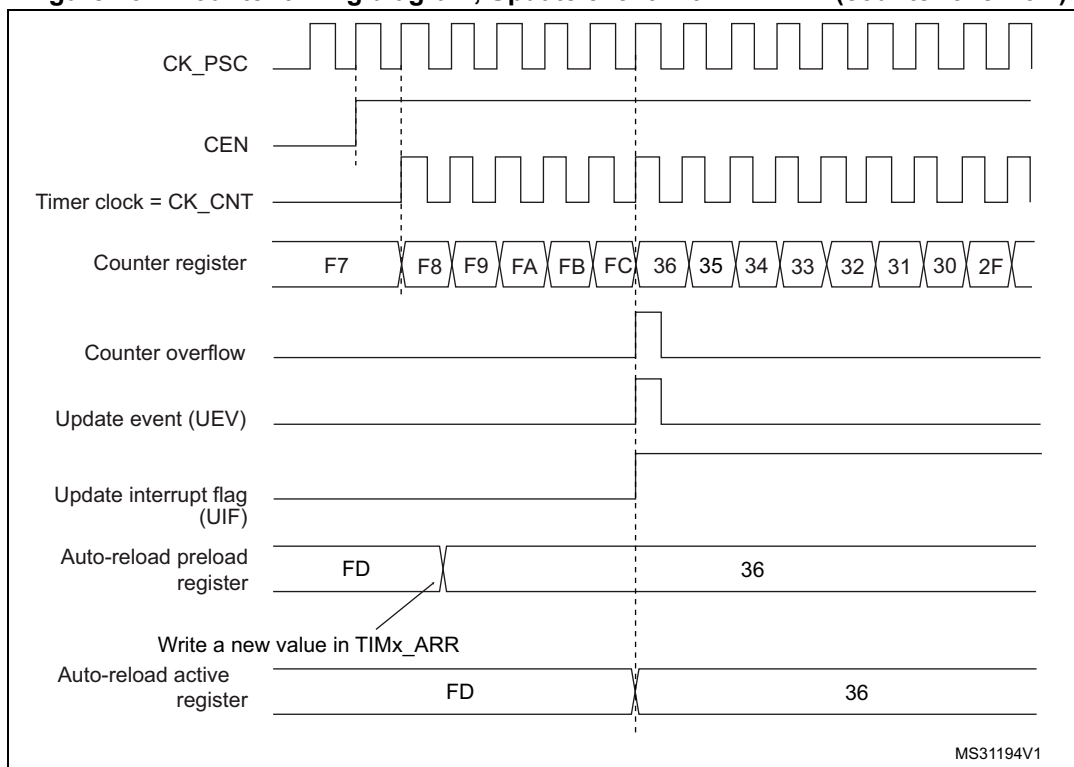 CK_PSC
CEN
Timer clock = CK_CNT
Counter register
F7 F8 F9 FA FB FC 36 35 34 33 32 31 30 2F
Counter overflow
Update event (UEV)
Update interrupt flag
(UIF)
Auto-reload preload
register
FD 36
Write a new value in TIMx_ARR
Auto-reload active
register
FD 36
MS31194V1